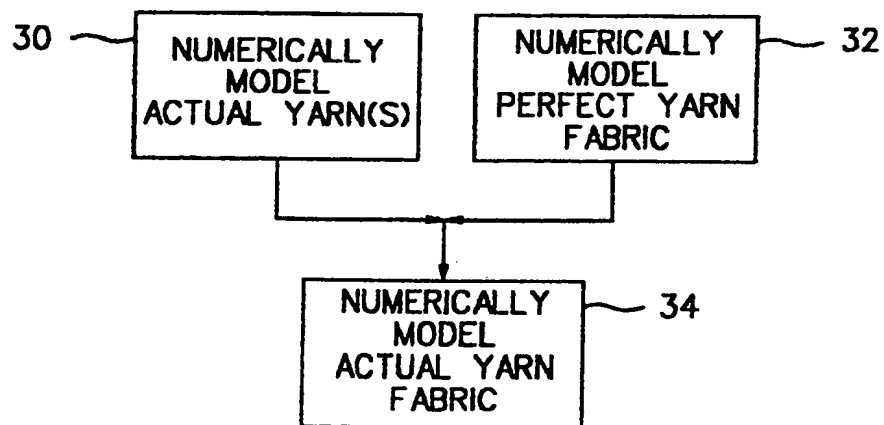 30
NUMERICALLY
MODEL
ACTUAL YARN(S)
NUMERICALLY
MODEL
PERFECT YARN
FABRIC
32
NUMERICALLY
MODEL
ACTUAL YARN
FABRIC
34